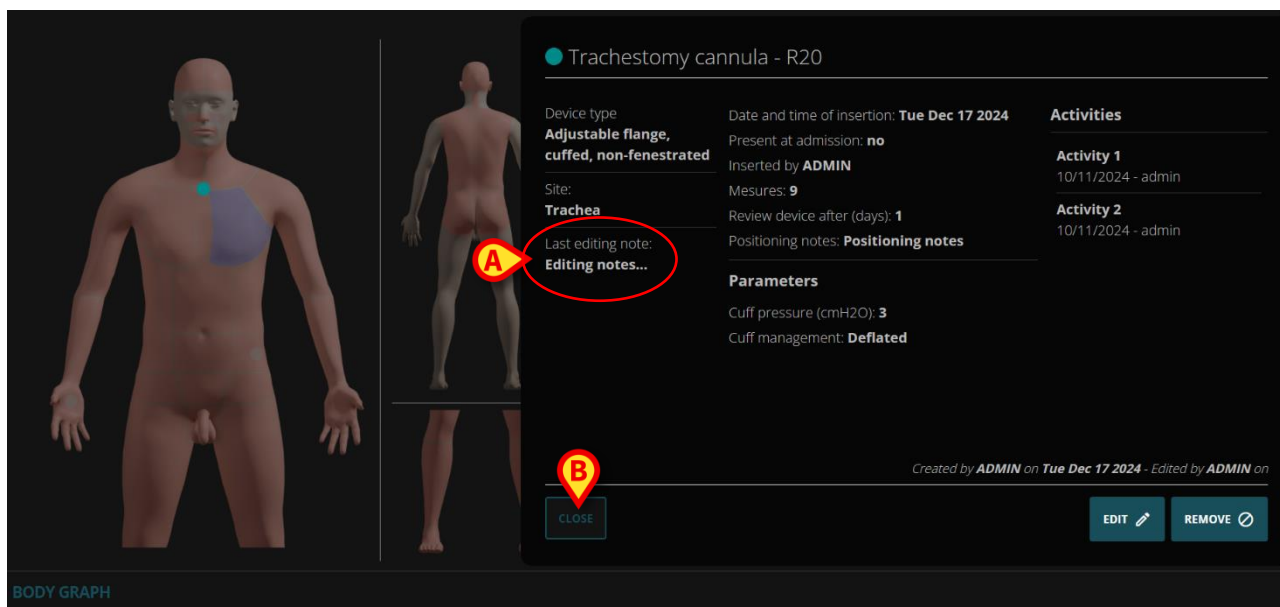 Trachestomy cannula - R20
Device type
Adjustable flange,
cuffed, non-fenestrated
Site:
Trachea
Last editing note:
Editing notes...
A
Date and time of insertion: Tue Dec 17 2024
Present at admission: no
Inserted by ADMIN
Mesures: 9
Review device after (days): 1
Positioning notes: Positioning notes
Parameters
Cuff pressure (cmH2O): 3
Cuff management: Deflated
Activities
Activity 1
10/11/2024 - admin
Activity 2
10/11/2024 - admin
Created by ADMIN on Tue Dec 17 2024 - Edited by ADMIN on
B
CLOSE
EDIT
REMOVE
BODY GRAPH